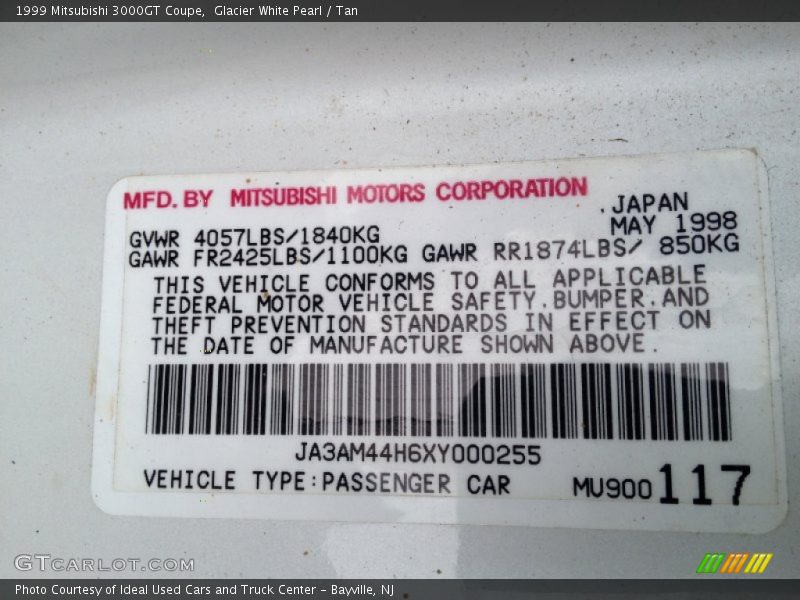 1999 Mitsubishi 3000GT Coupe,  Glacier White Pearl / Tan
MFD. BY MITSUBISHI MOTORS CORPORATION
.JAPAN
MAY 1998
GVWR 4057LBS/1840KG
GAWR FR2425LBS/1100KG GAWR RR1874LBS/ 850KG
THIS VEHICLE CONFORMS TO ALL APPLICABLE
FEDERAL MOTOR VEHICLE SAFETY.BUMPER.AND
THEFT PREVENTION STANDARDS IN EFFECT ON
THE DATE OF MANUFACTURE SHOWN ABOVE.
JA3AM44H6XY000255
VEHICLE TYPE:PASSENGER CAR MU900117
GTCARLOT.COM
Photo Courtesy of Ideal Used Cars and Truck Center – Bayville, NJ